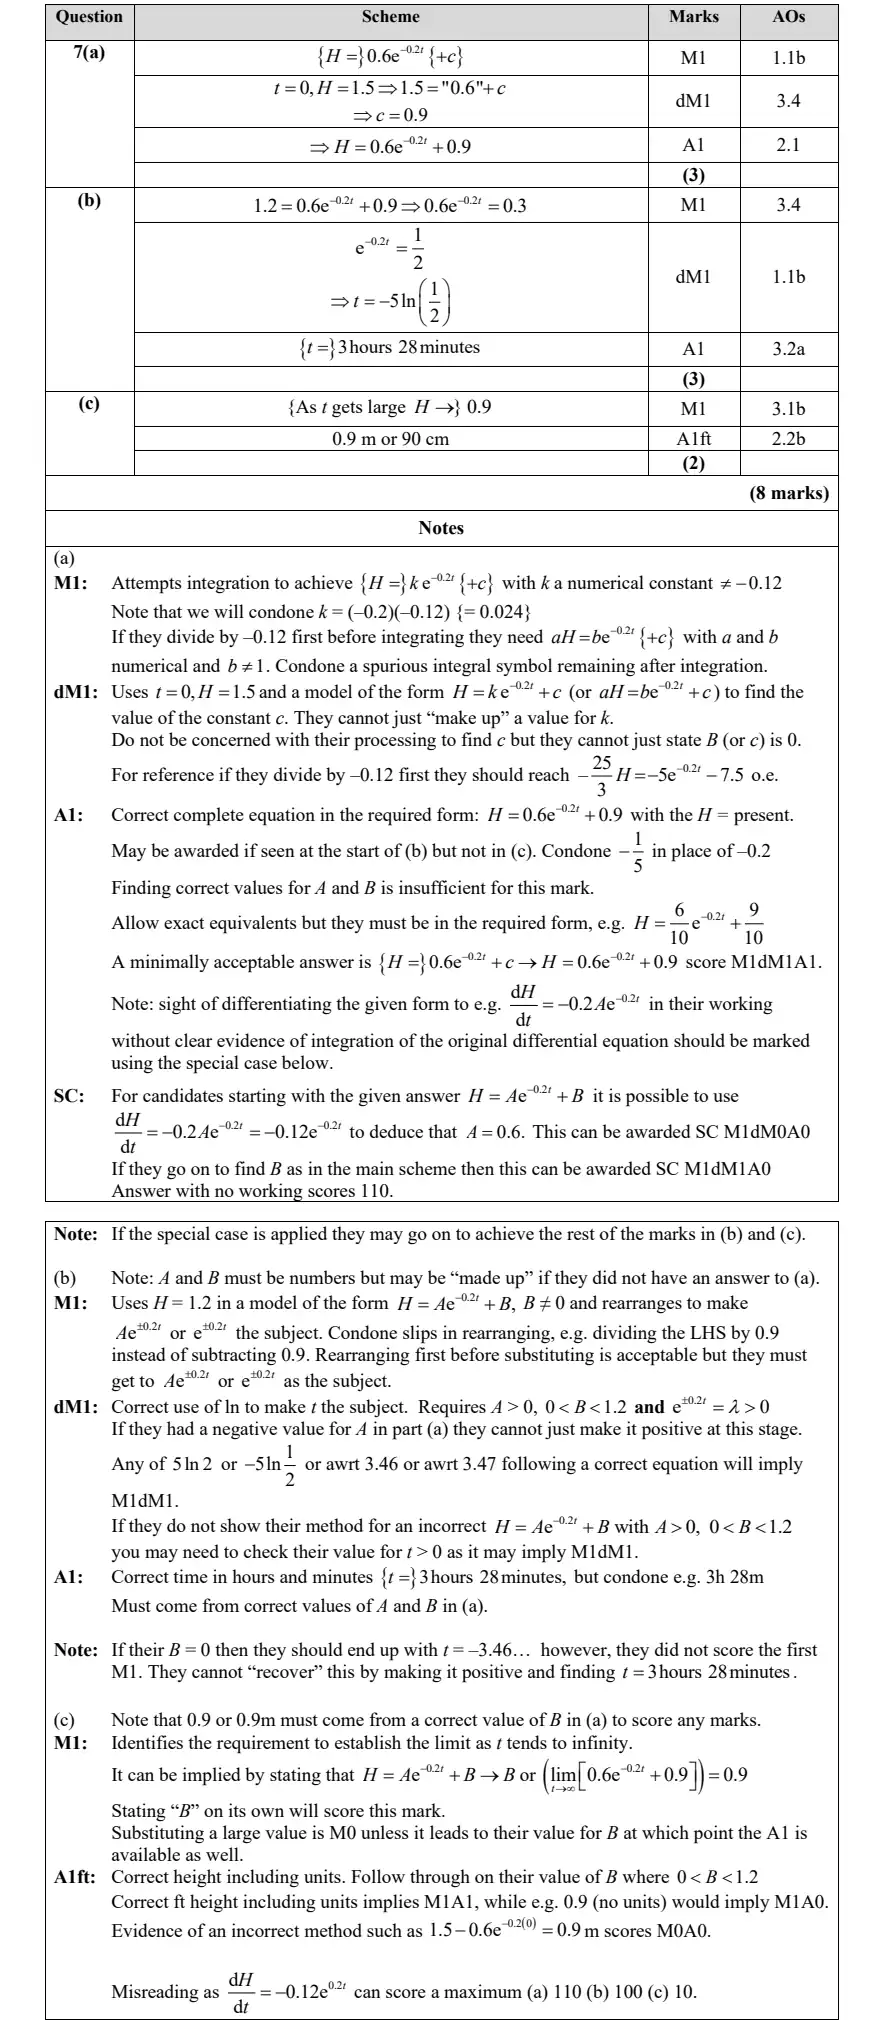 Question Scheme Marks AOs
7(a) {H =} 0.6e^{-0.2t} {+c} M1 1.1b
t = 0, H = 1.5 ⇒ 1.5 = "0.6"+ c
⇒ c = 0.9 dM1 3.4
⇒ H = 0.6e^{-0.2t} + 0.9 A1 2.1
(3)
(b) 1.2 = 0.6e^{-0.2t} + 0.9 ⇒ 0.6e^{-0.2t} = 0.3 M1 3.4
e^{-0.2t} = 1/2
⇒ t = −5 ln(1/2) dM1 1.1b
{t =} 3 hours 28 minutes A1 3.2a
(3)
(c) {As t gets large H →} 0.9 M1 3.1b
0.9 m or 90 cm A1ft 2.2b
(2)
(8 marks)
Notes
(a)
M1: Attempts integration to achieve {H =} k e^{-0.2t} {+c} with k a numerical constant ≠ −0.12
Note that we will condone k = (–0.2)(–0.12) {= 0.024}
If they divide by –0.12 first before integrating they need aH = be^{-0.2t} {+c} with a and b
numerical and b ≠ 1. Condone a spurious integral symbol remaining after integration.
dM1: Uses t = 0, H = 1.5 and a model of the form H = k e^{-0.2t} + c (or aH = be^{-0.2t} + c) to find the
value of the constant c. They cannot just “make up” a value for k.
Do not be concerned with their processing to find c but they cannot just state B (or c) is 0.
For reference if they divide by –0.12 first they should reach −25/3 H = −5e^{-0.2t} − 7.5 o.e.
A1: Correct complete equation in the required form: H = 0.6e^{-0.2t} + 0.9 with the H = present.
May be awarded if seen at the start of (b) but not in (c). Condone −1/5 in place of –0.2
Finding correct values for A and B is insufficient for this mark.
Allow exact equivalents but they must be in the required form, e.g. H = 6/10 e^{-0.2t} + 9/10
A minimally acceptable answer is {H =} 0.6e^{-0.2t} + c → H = 0.6e^{-0.2t} + 0.9 score M1dM1A1.
Note: sight of differentiating the given form to e.g. dH/dt = −0.2Ae^{-0.2t} in their working
without clear evidence of integration of the original differential equation should be marked
using the special case below.
SC: For candidates starting with the given answer H = Ae^{-0.2t} + B it is possible to use
dH/dt = −0.2Ae^{-0.2t} = −0.12e^{-0.2t} to deduce that A = 0.6. This can be awarded SC M1dM0A0
If they go on to find B as in the main scheme then this can be awarded SC M1dM1A0
Answer with no working scores 110.
Note: If the special case is applied they may go on to achieve the rest of the marks in (b) and (c).
(b) Note: A and B must be numbers but may be “made up” if they did not have an answer to (a).
M1: Uses H = 1.2 in a model of the form H = Ae^{-0.2t} + B, B ≠ 0 and rearranges to make
Ae^{±0.2t} or e^{±0.2t} the subject. Condone slips in rearranging, e.g. dividing the LHS by 0.9
instead of subtracting 0.9. Rearranging first before substituting is acceptable but they must
get to Ae^{±0.2t} or e^{±0.2t} as the subject.
dM1: Correct use of ln to make t the subject. Requires A > 0, 0 < B < 1.2 and e^{±0.2t} = λ > 0
If they had a negative value for A in part (a) they cannot just make it positive at this stage.
Any of 5 ln 2 or −5 ln 1/2 or awrt 3.46 or awrt 3.47 following a correct equation will imply
M1dM1.
If they do not show their method for an incorrect H = Ae^{-0.2t} + B with A > 0, 0 < B < 1.2
you may need to check their value for t > 0 as it may imply M1dM1.
A1: Correct time in hours and minutes {t =} 3 hours 28 minutes, but condone e.g. 3h 28m
Must come from correct values of A and B in (a).
Note: If their B = 0 then they should end up with t = –3.46… however, they did not score the first
M1. They cannot “recover” this by making it positive and finding t = 3 hours 28 minutes.
(c) Note that 0.9 or 0.9m must come from a correct value of B in (a) to score any marks.
M1: Identifies the requirement to establish the limit as t tends to infinity.
It can be implied by stating that H = Ae^{-0.2t} + B → B or (lim t→∞ [0.6e^{-0.2t} + 0.9]) = 0.9
Stating “B” on its own will score this mark.
Substituting a large value is M0 unless it leads to their value for B at which point the A1 is
available as well.
A1ft: Correct height including units. Follow through on their value of B where 0 < B < 1.2
Correct ft height including units implies M1A1, while e.g. 0.9 (no units) would imply M1A0.
Evidence of an incorrect method such as 1.5 − 0.6e^{-0.2(0)} = 0.9 m scores M0A0.
Misreading as dH/dt = −0.12e^{0.2t} can score a maximum (a) 110 (b) 100 (c) 10.